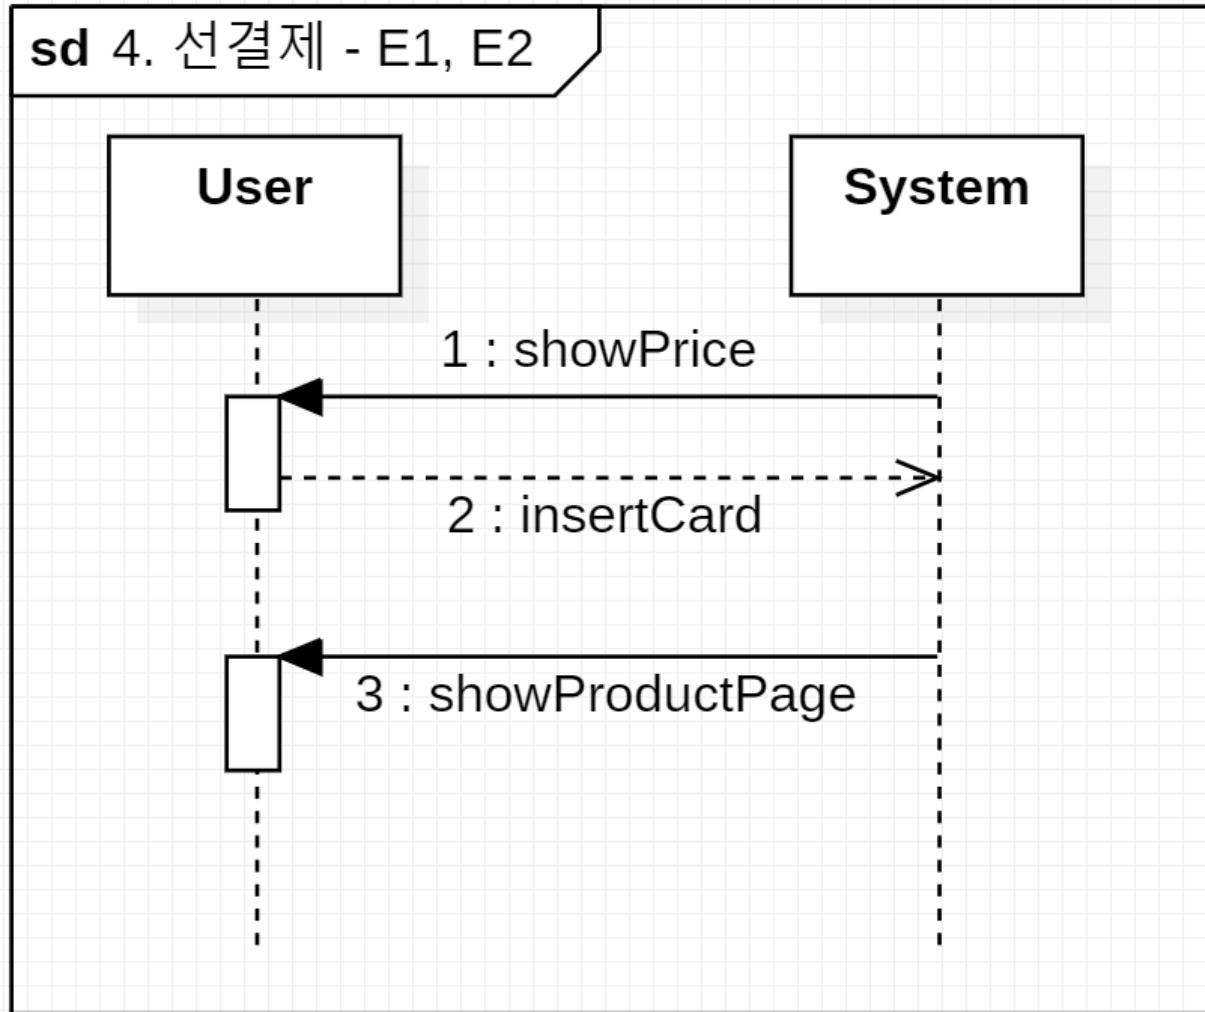 sd 4. 선결제 - E1, E2
User
System
1 : showPrice
2 : insertCard
3 : showProductPage